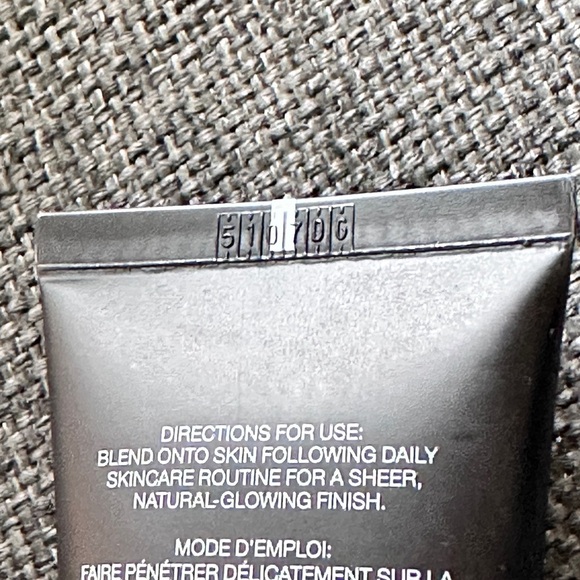 5107DC
DIRECTIONS FOR USE:
BLEND ONTO SKIN FOLLOWING DAILY
SKINCARE ROUTINE FOR A SHEER,
NATURAL-GLOWING FINISH.
MODE D'EMPLOI:
FAIRE PÉNÉTRER DÉLICATEMENT SUR LA